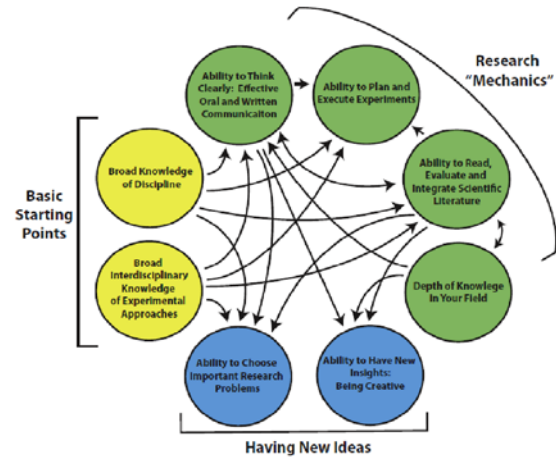 Research
"Mechanics"
Ability to Think
Clearly: Effective
Oral and Written
Communicaiton
Ability to Plan and
Execute Experiments
Basic
Starting
Points
Broad Knowledge
of Discipline
Ability to Read,
Evaluate and
Integrate Scientific
Literature
Broad
Interdisciplinary
Knowledge
of Experimental
Approaches
Depth of Knowlege
In Your Field
Ability to Choose
Important Research
Problems
Ability to Have New
Insights:
Being Creative
Having New Ideas